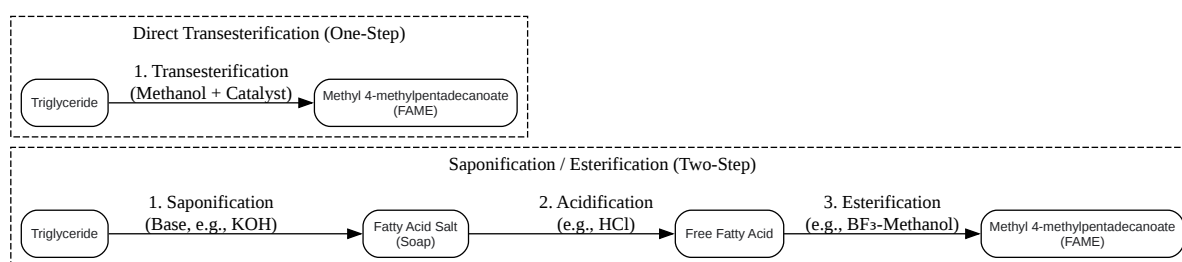 Direct Transesterification (One-Step)
1. Transesterification
(Methanol + Catalyst)
Triglyceride
Methyl 4-methylpentadecanoate
(FAME)
Saponification / Esterification (Two-Step)
1. Saponification
(Base, e.g., KOH)
2. Acidification
(e.g., HCl)
3. Esterification
(e.g., BF₃-Methanol)
Triglyceride
Fatty Acid Salt
(Soap)
Free Fatty Acid
Methyl 4-methylpentadecanoate
(FAME)